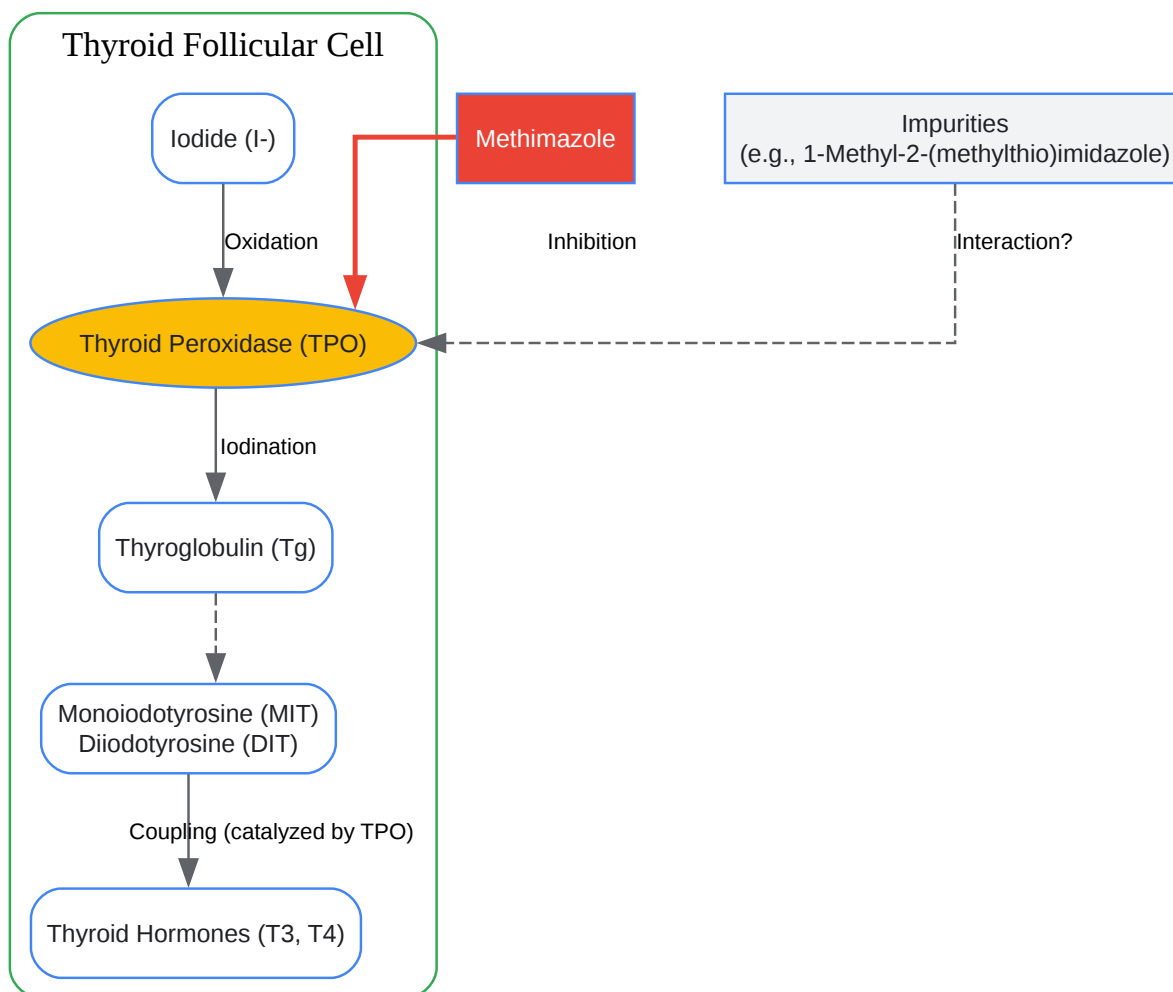 Thyroid Follicular Cell
Iodide (I-)
Methimazole
Impurities
(e.g., 1-Methyl-2-(methylthio)imidazole)
Oxidation
Inhibition
Interaction?
Thyroid Peroxidase (TPO)
Iodination
Thyroglobulin (Tg)
Monoiodotyrosine (MIT)
Diiodotyrosine (DIT)
Coupling (catalyzed by TPO)
Thyroid Hormones (T3, T4)